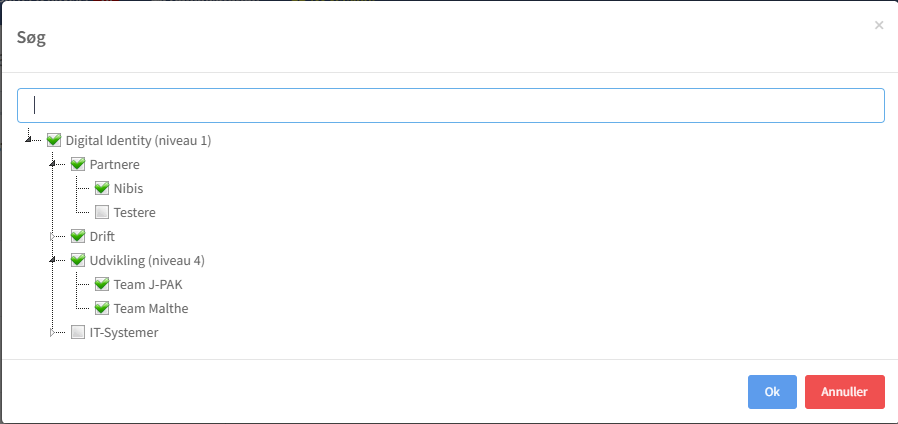 Søg
×
Digital Identity (niveau 1)
Partnere
Nibis
Testere
Drift
Udvikling (niveau 4)
Team J-PAK
Team Malthe
IT-Systemer
Ok
Annuller